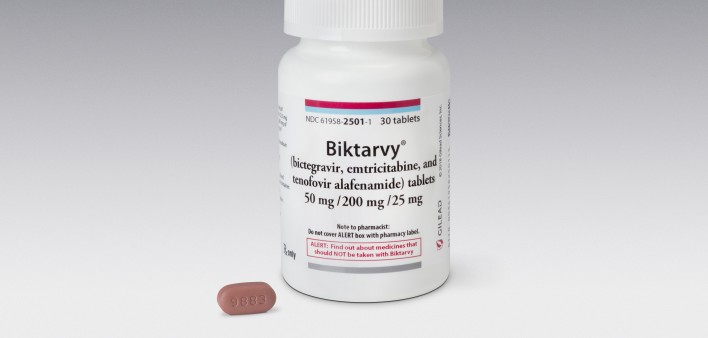 NDC 61958-2501-1 30 tablets
Biktarvy®
(bictegravir, emtricitabine, and
tenofovir alafenamide) tablets
50 mg/200 mg/25 mg
Note to pharmacist:
Do not cover ALERT box with pharmacy label.
ALERT: Find out about medicines that
should NOT be taken with Biktarvy
GILEAD
℞ only
9883